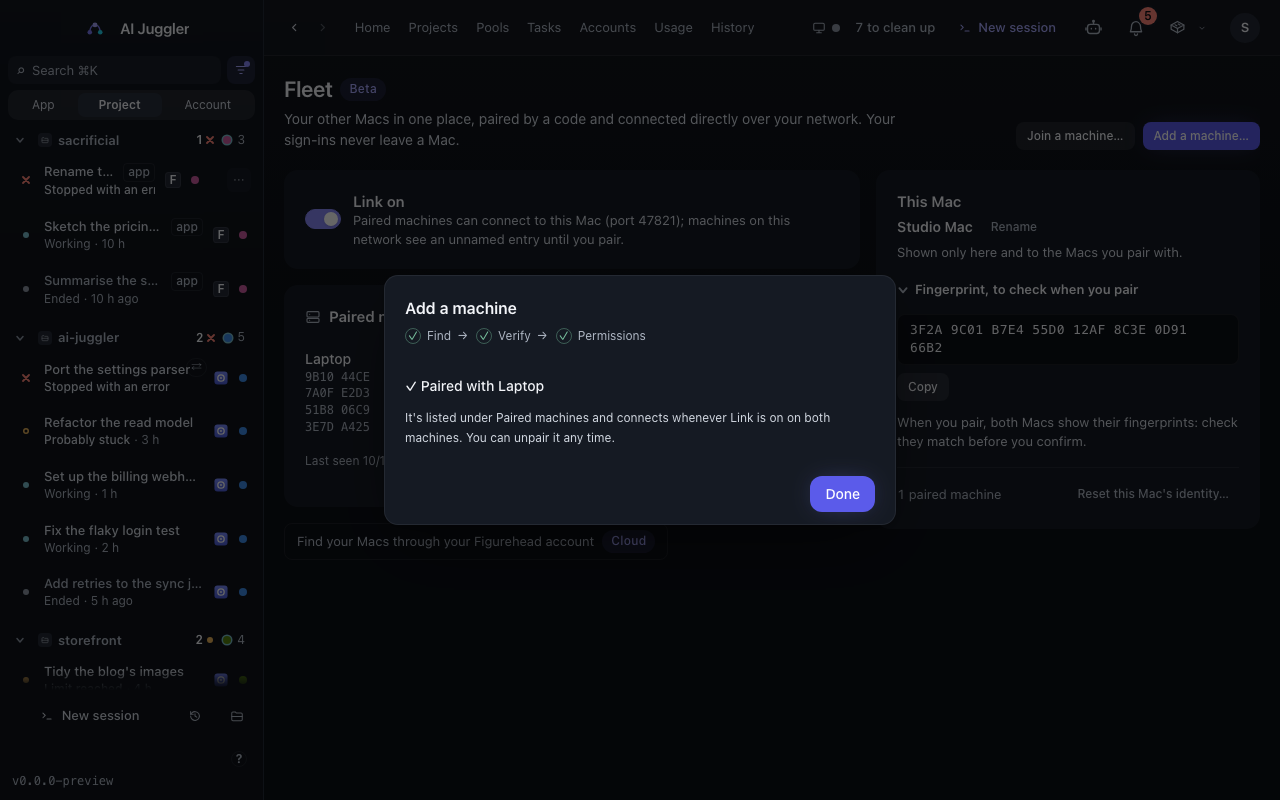 AI Juggler
Home Projects Pools Tasks Accounts Usage History
7 to clean up
New session
5
S
Search ⌘K
App Project Account
sacrificial 1 3
Rename t... app F
Stopped with an err
Sketch the pricin... app F
Working · 10 h
Summarise the s... app F
Ended · 10 h ago
ai-juggler 2 5
Port the settings parser
Stopped with an error
Refactor the read model
Probably stuck · 3 h
Set up the billing webh...
Working · 1 h
Fix the flaky login test
Working · 2 h
Add retries to the sync j...
Ended · 5 h ago
storefront 2 4
Tidy the blog's images
New session
?
v0.0.0-preview
Fleet Beta
Your other Macs in one place, paired by a code and connected directly over your network. Your
sign-ins never leave a Mac.
Join a machine...
Add a machine...
Link on
Paired machines can connect to this Mac (port 47821); machines on this
network see an unnamed entry until you pair.
Paired m
Laptop
9B10 44CE
7A0F E2D3
51B8 06C9
3E7D A425
Last seen 10/1
Find your Macs through your Figurehead account Cloud
Add a machine
Find → Verify → Permissions
✓ Paired with Laptop
It's listed under Paired machines and connects whenever Link is on on both
machines. You can unpair it any time.
Done
This Mac
Studio Mac Rename
Shown only here and to the Macs you pair with.
Fingerprint, to check when you pair
3F2A 9C01 B7E4 55D0 12AF 8C3E 0D91
66B2
Copy
When you pair, both Macs show their fingerprints: check
they match before you confirm.
1 paired machine
Reset this Mac's identity...